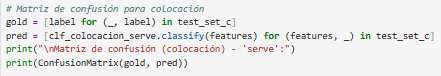 # Matriz de confusión para colocación
gold = [label for (_, label) in test_set_c]
pred = [clf_colocacion_serve.classify(features) for (features, _) in test_set_c]
print("\nMatriz de confusión (colocación) - 'serve':")
print(ConfusionMatrix(gold, pred))